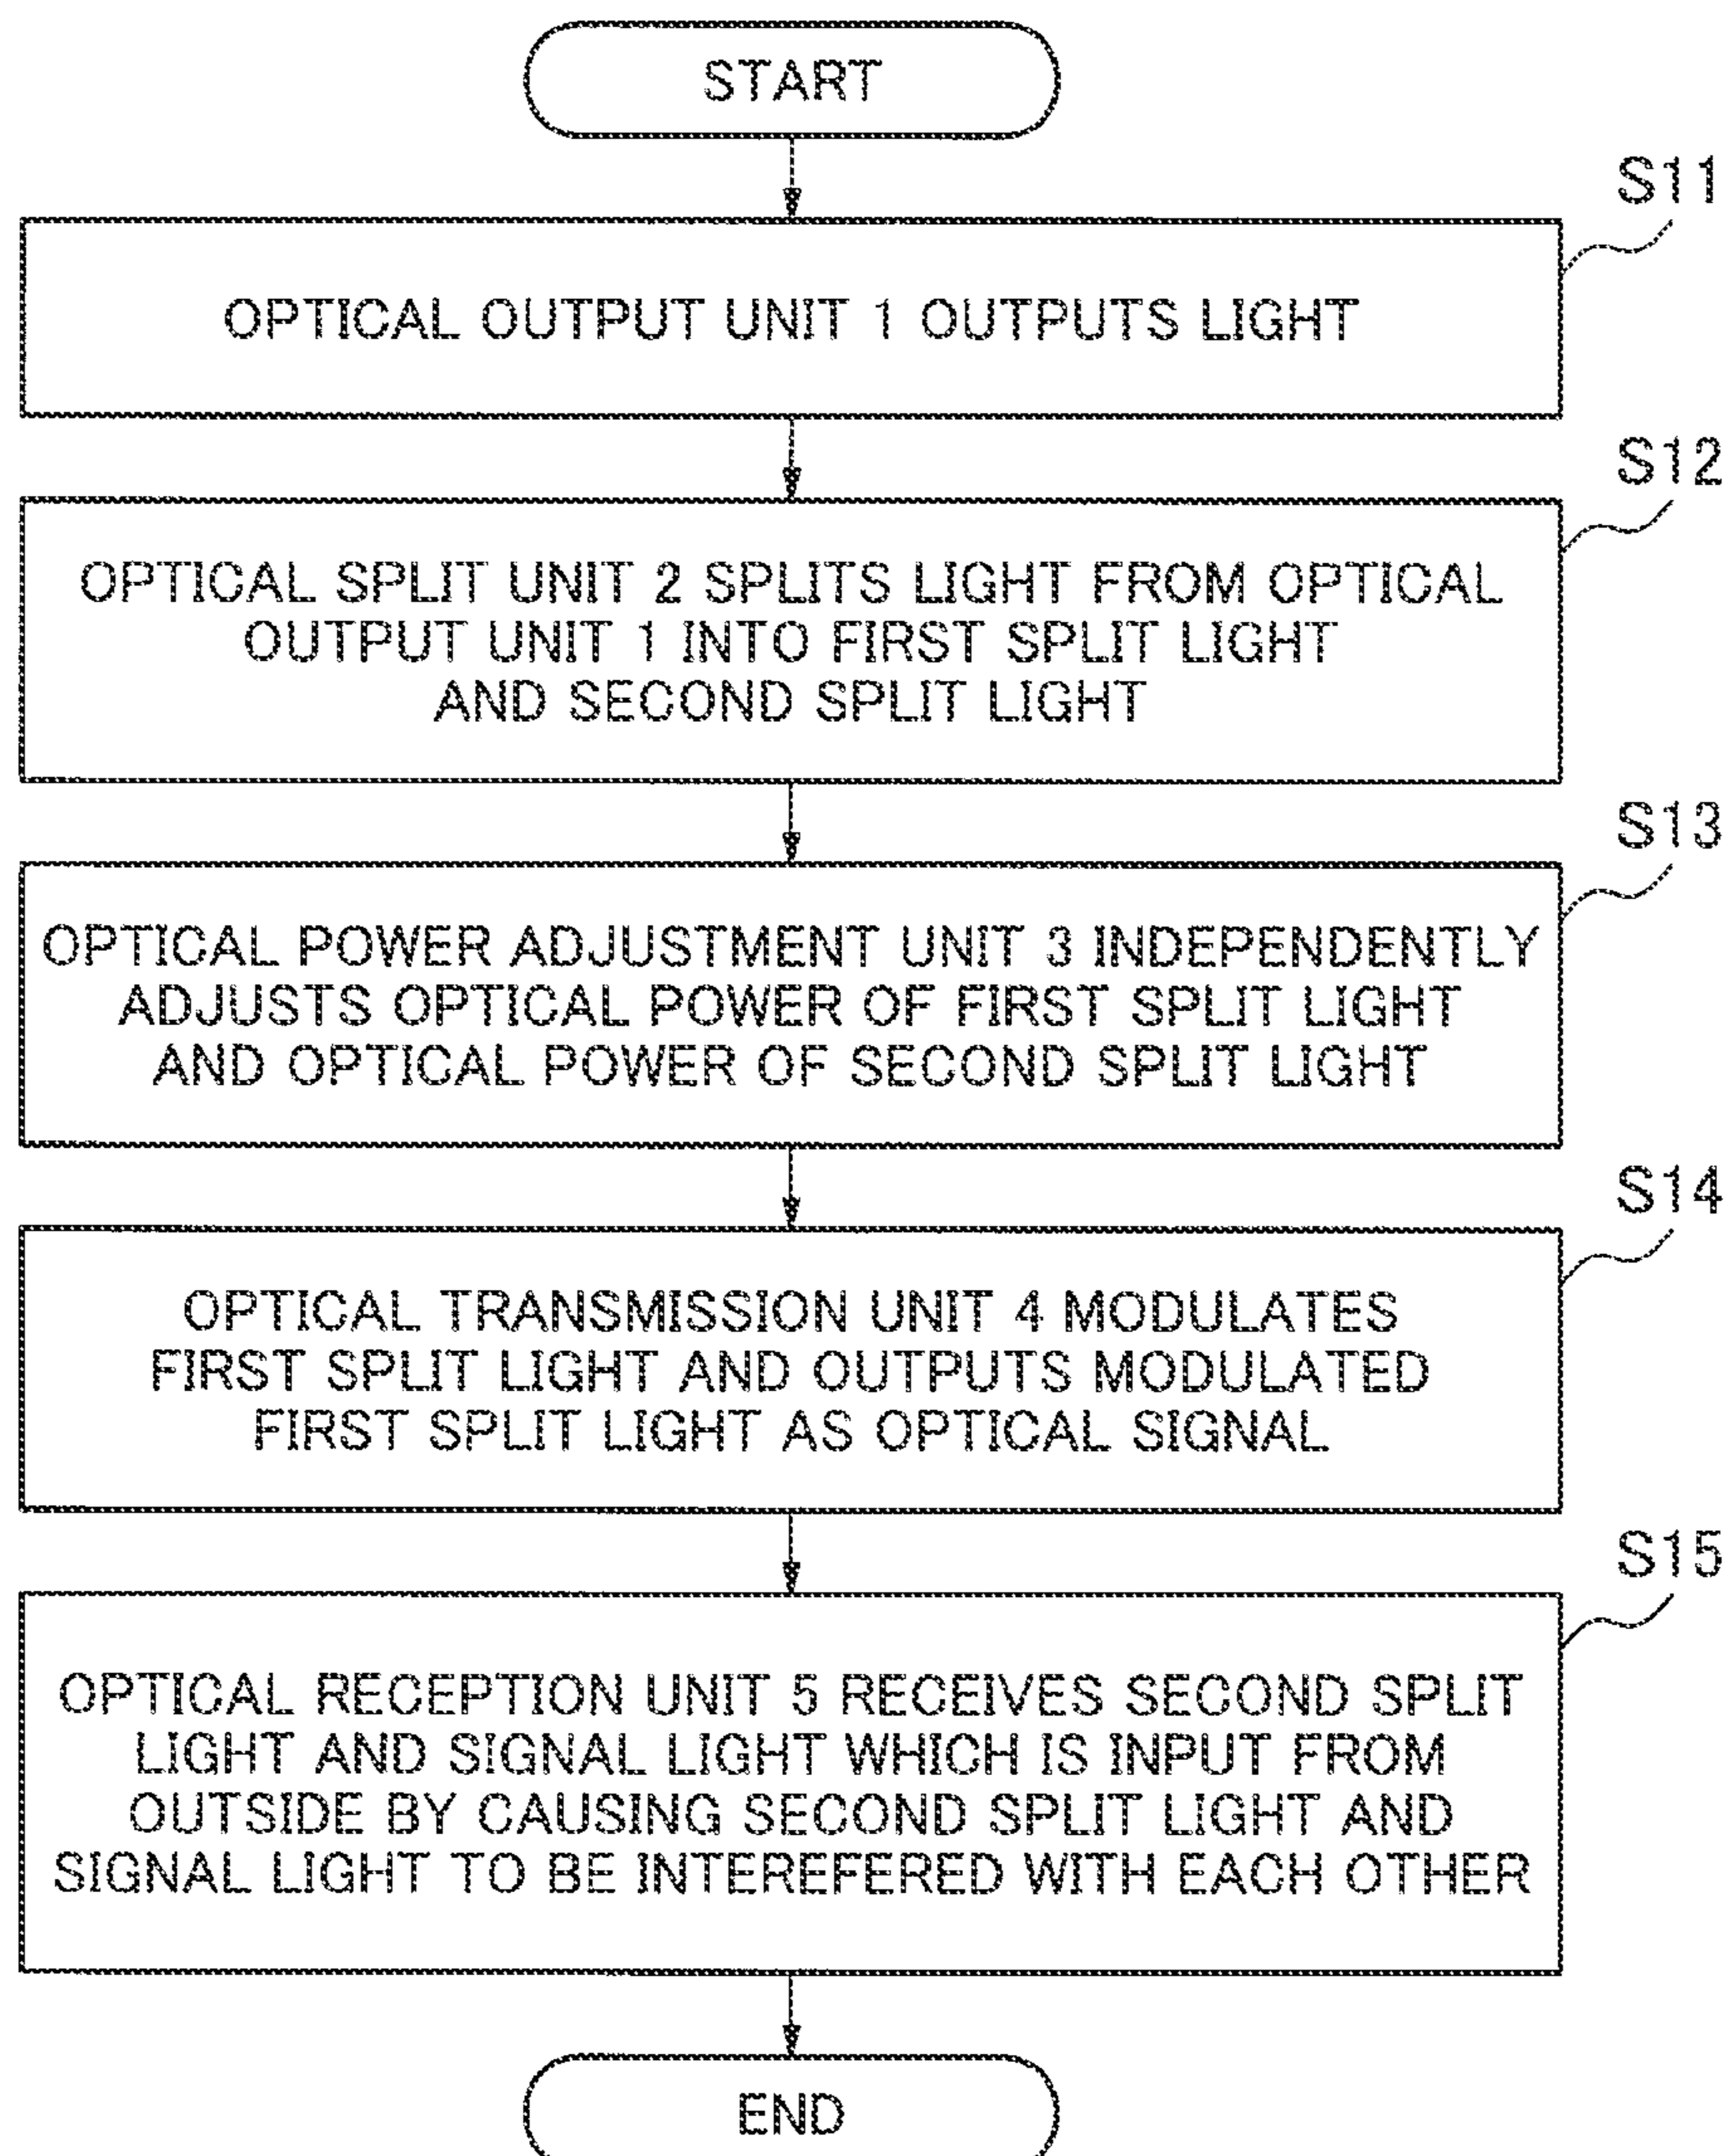 START
S11
OPTICAL OUTPUT UNIT 1 OUTPUTS LIGHT
S12
OPTICAL SPLIT UNIT 2 SPLITS LIGHT FROM OPTICAL
OUTPUT UNIT 1 INTO FIRST SPLIT LIGHT
AND SECOND SPLIT LIGHT
S13
OPTICAL POWER ADJUSTMENT UNIT 3 INDEPENDENTLY
ADJUSTS OPTICAL POWER OF FIRST SPLIT LIGHT
AND OPTICAL POWER OF SECOND SPLIT LIGHT
S14
OPTICAL TRANSMISSION UNIT 4 MODULATES
FIRST SPLIT LIGHT AND OUTPUTS MODULATED
FIRST SPLIT LIGHT AS OPTICAL SIGNAL
S15
OPTICAL RECEPTION UNIT 5 RECEIVES SECOND SPLIT
LIGHT AND SIGNAL LIGHT WHICH IS INPUT FROM
OUTSIDE BY CAUSING SECOND SPLIT LIGHT AND
SIGNAL LIGHT TO BE INTEREFERED WITH EACH OTHER
END